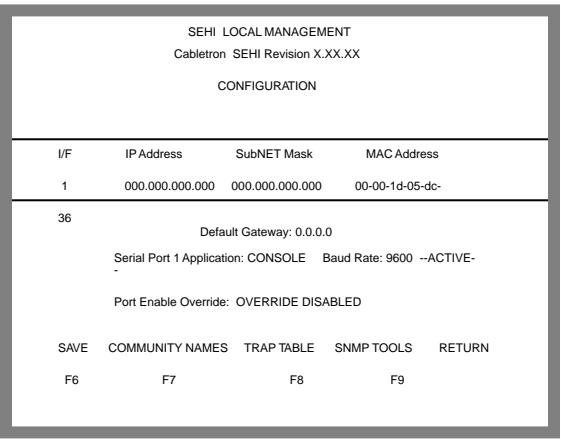 SEHI LOCAL MANAGEMENT
Cabletron SEHI Revision X.XX.XX
CONFIGURATION
I/F IP Address SubNET Mask MAC Address
1 000.000.000.000 000.000.000.000 00-00-1d-05-dc-
36
Default Gateway: 0.0.0.0
Serial Port 1 Application: CONSOLE Baud Rate: 9600 --ACTIVE-
-
Port Enable Override: OVERRIDE DISABLED
SAVE COMMUNITY NAMES TRAP TABLE SNMP TOOLS RETURN
F6 F7 F8 F9